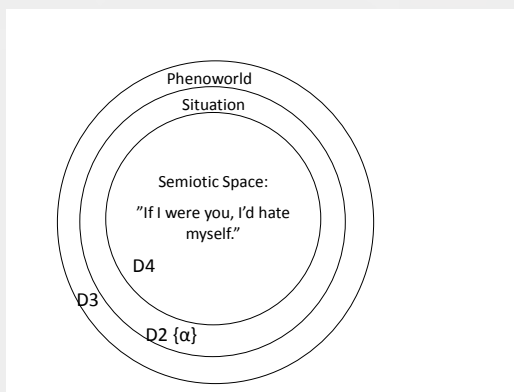 Phenoworld
Situation
Semiotic Space:
”If I were you, I’d hate
myself.”
D4
D3
D2 {α}